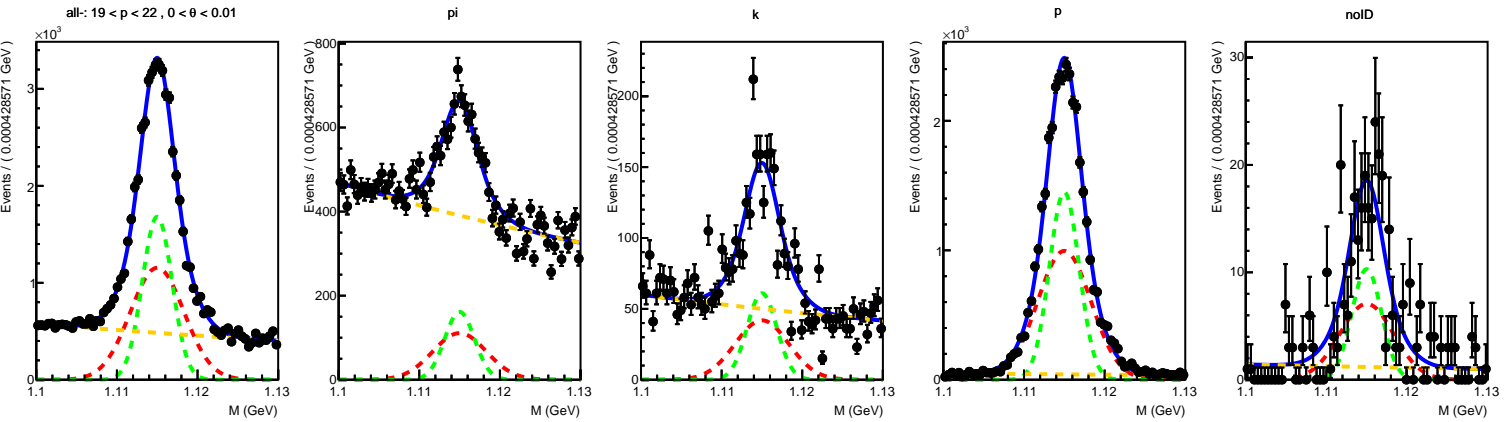 all-: 19 < p < 22 , 0 < θ < 0.01
×10³
Events / ( 0.000428571 GeV )
3
2
1
0
1.1 1.11 1.12 1.13
M (GeV)
pi
Events / ( 0.000428571 GeV )
800
600
400
200
0
1.1 1.11 1.12 1.13
M (GeV)
k
Events / ( 0.000428571 GeV )
200
150
100
50
0
1.1 1.11 1.12 1.13
M (GeV)
p
×10³
Events / ( 0.000428571 GeV )
2
1
0
1.1 1.11 1.12 1.13
M (GeV)
noID
Events / ( 0.000428571 GeV )
30
20
10
0
1.1 1.11 1.12 1.13
M (GeV)